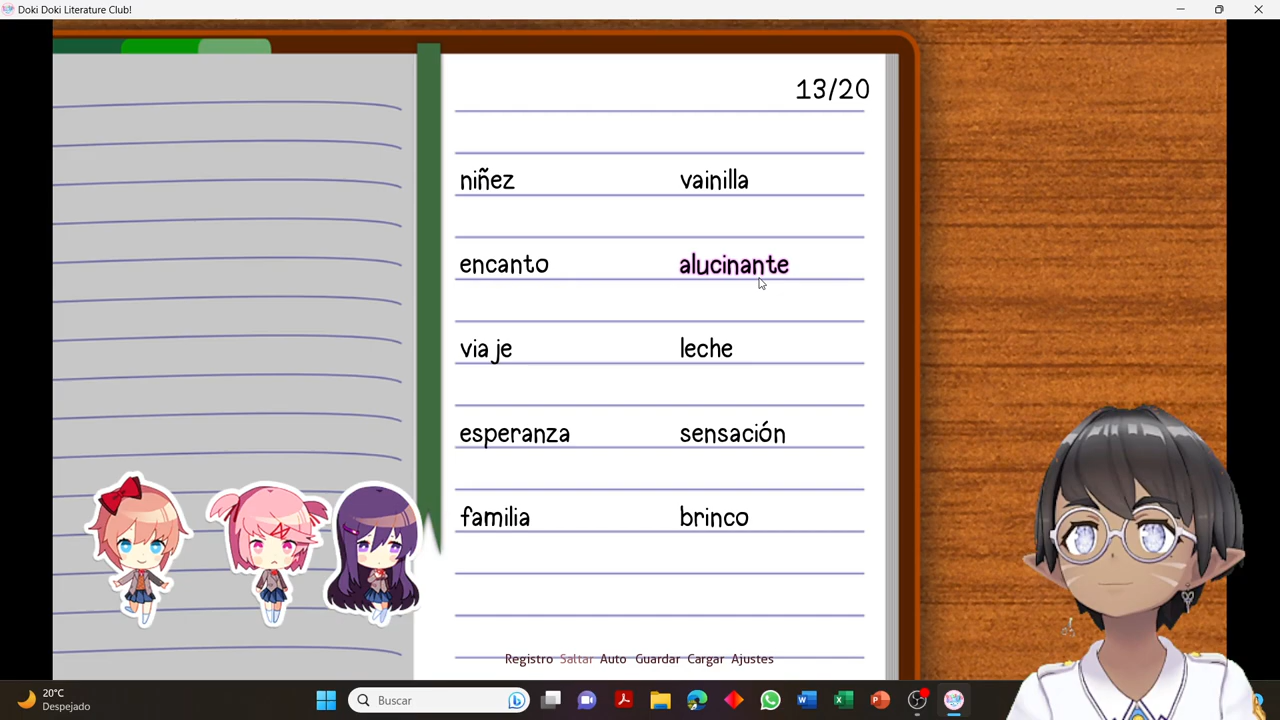 Doki Doki Literature Club!
13/20
niñez vainilla
encanto alucinante
viaje leche
esperanza sensación
familia brinco
Registro Saltar Auto Guardar Cargar Ajustes
20°C
Despejado
Buscar